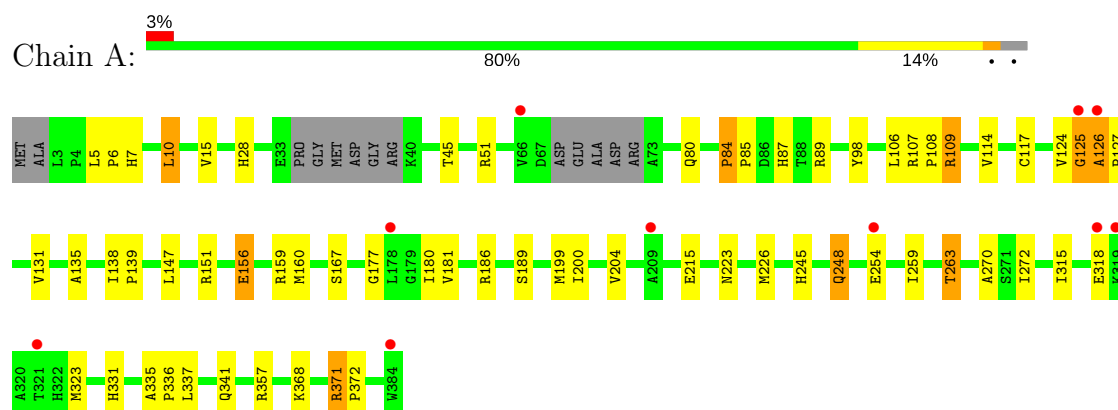 3%
Chain A:
80% 14% • •
MET ALA L3 P4 L5 P6 H7 L10 V15 H28 E33 PRO GLY MET ASP GLY ARG K40 T45 R51 V66 D67 ASP GLU ALA ASP ARG A73 Q80 P84 P85 D86 H87 T88 R89 Y98 L106 R107 P108 R109 V114 C117 V124 G125 A126
V131 A135 I138 P139 L147 R151 E156 R159 M160 S167 G177 L178 G179 I180 V181 R186 S189 M199 I200 V204 A209 E215 N223 M226 H245 Q248 E254 I259 T263 A270 S271 I272 I315 E318
A320 T321 H322 M323 H331 A335 P336 L337 Q341 R357 K368 R371 P372 W384